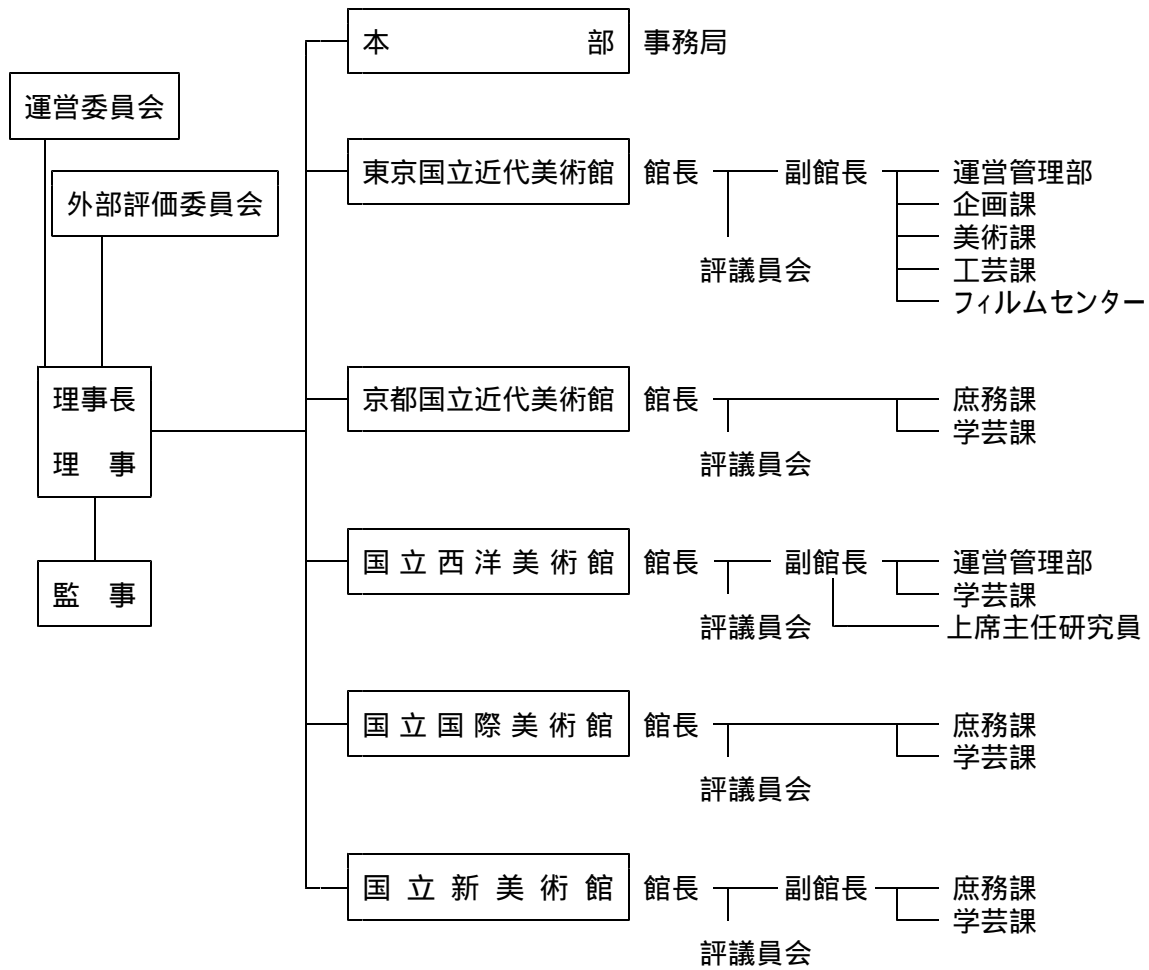 本部 事務局
運営委員会
外部評価委員会
理事長
理事
監事
東京国立近代美術館 館長 副館長 運営管理部
企画課
美術課
評議員会 工芸課
フィルムセンター
京都国立近代美術館 館長 庶務課
学芸課
評議員会
国立西洋美術館 館長 副館長 運営管理部
学芸課
評議員会 上席主任研究員
国立国際美術館 館長 庶務課
学芸課
評議員会
国立新美術館 館長 副館長 庶務課
学芸課
評議員会